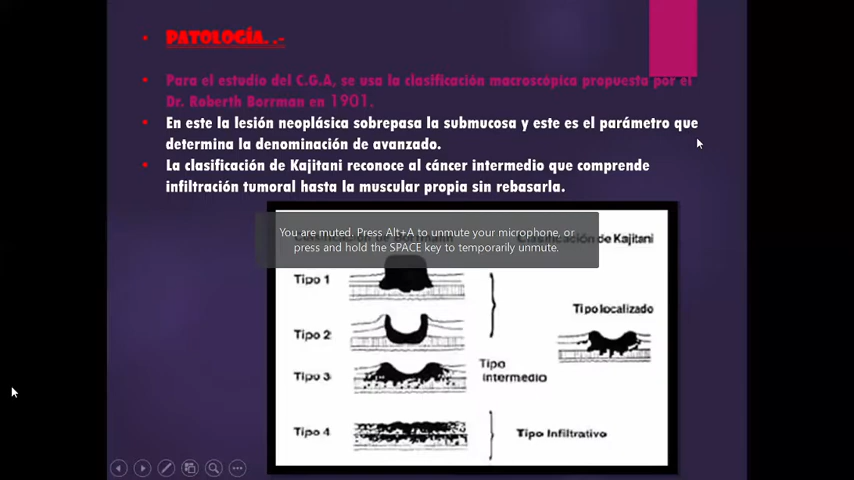 PATOLOGÍA. .-
Para el estudio del C.G.A, se usa la clasificación macroscópica propuesta por el
Dr. Roberth Borrman en 1901.
En este la lesión neoplásica sobrepasa la submucosa y este es el parámetro que
determina la denominación de avanzado.
La clasificación de Kajitani reconoce al cáncer intermedio que comprende
infiltración tumoral hasta la muscular propia sin rebasarla.
You are muted. Press Alt+A to unmute your microphone, or
press and hold the SPACE key to temporarily unmute.
Clasificación de Kajitani
Tipo 1
Tipo localizado
Tipo 2
Tipo
Intermedio
Tipo 3
Tipo 4
Tipo Infiltrativo